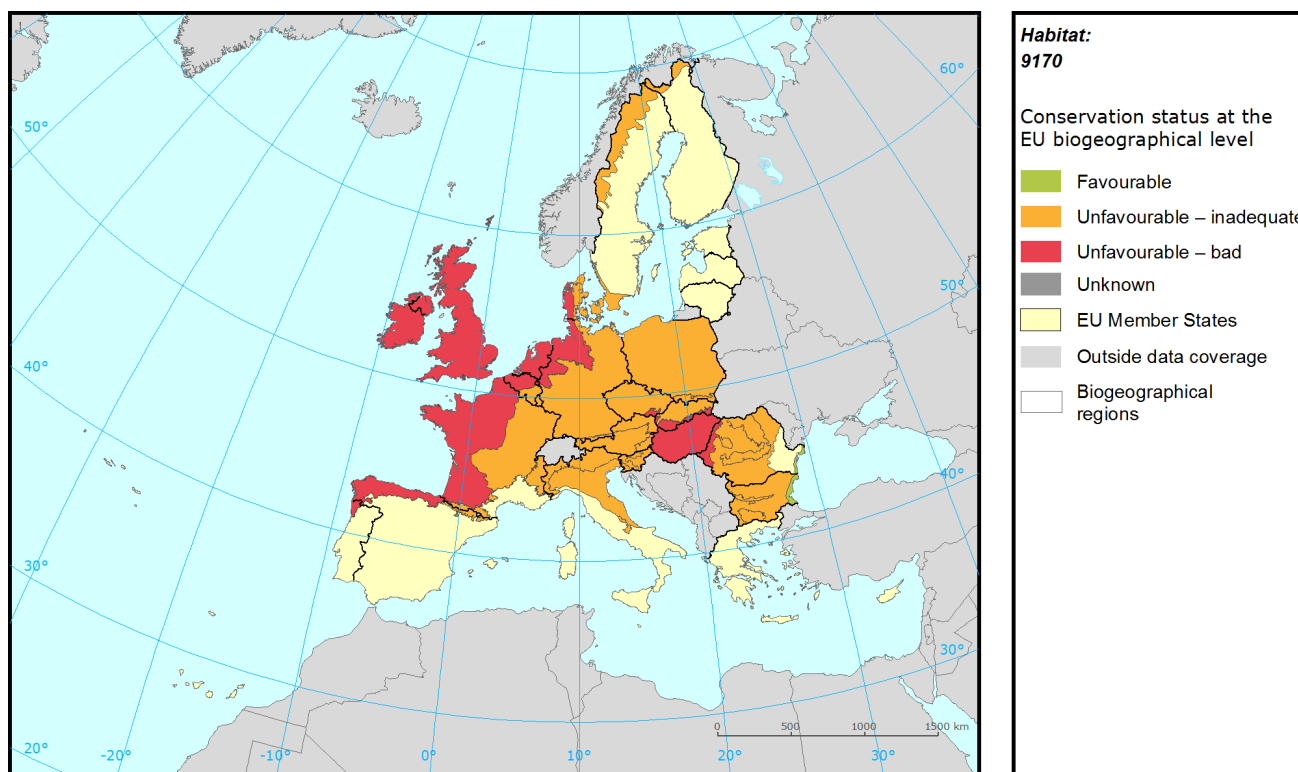 Habitat:
9170
Conservation status at the
EU biogeographical level
Favourable
Unfavourable – inadequate
Unfavourable – bad
Unknown
EU Member States
Outside data coverage
Biogeographical
regions
60°
50°
50°
40°
40°
30°
30°
20°
-20°
-10°
0°
10°
20°
30°
0
500
1000
1500 km